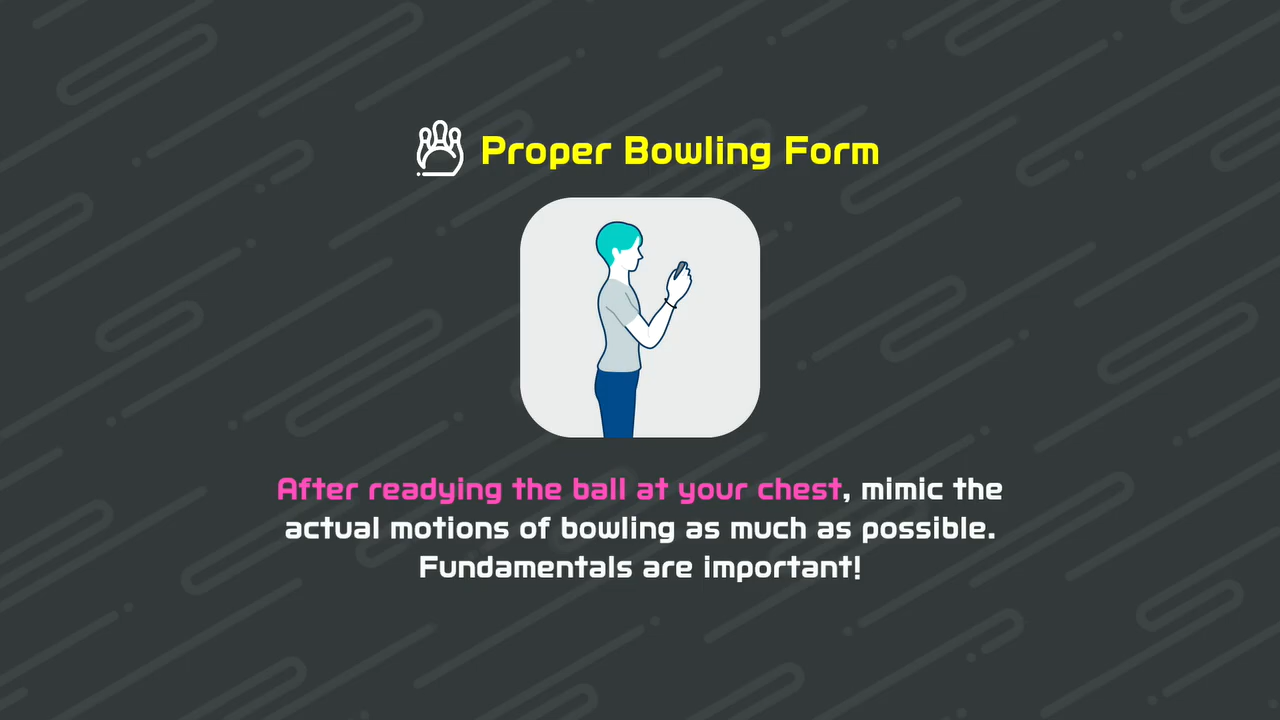 Proper Bowling Form
After readying the ball at your chest, mimic the
actual motions of bowling as much as possible.
Fundamentals are important!